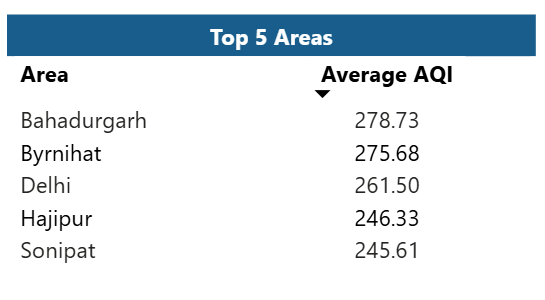 Top 5 Areas
Area Average AQI
Bahadurgarh 278.73
Byrnihat 275.68
Delhi 261.50
Hajipur 246.33
Sonipat 245.61